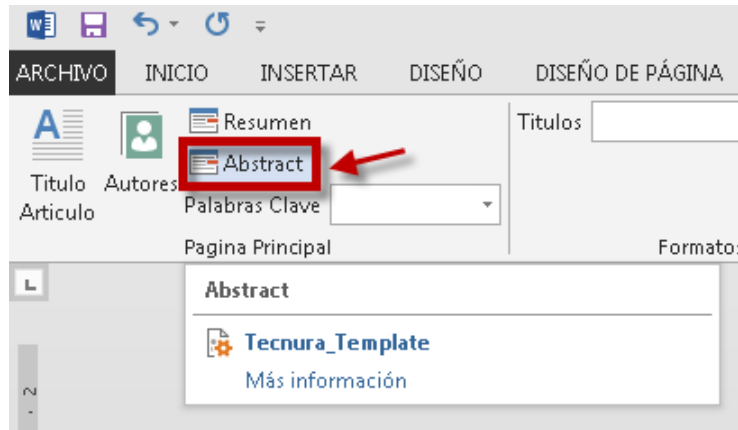 ARCHIVO INICIO INSERTAR DISEÑO DISEÑO DE PÁGINA
Resumen
Titulos
Abstract
Titulo Articulo
Autores
Palabras Clave
Pagina Principal
Formatos
Abstract
Tecnura_Template
Más información
2